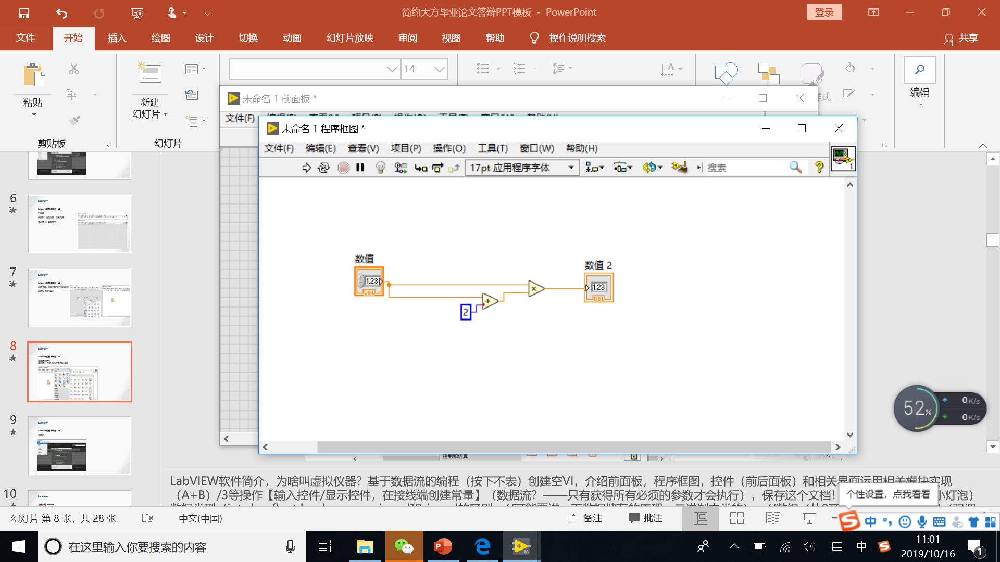 简约大方毕业论文答辩PPT模板 - PowerPoint
登录
文件 开始 插入 绘图 设计 切换 动画 幻灯片放映 审阅 视图 帮助 操作说明搜索 共享
粘贴
新建
幻灯片
14
编辑
剪贴板
幻灯片
未命名 1 前面板 *
文件(F)
未命名 1 程序框图 *
文件(F) 编辑(E) 查看(V) 项目(P) 操作(O) 工具(T) 窗口(W) 帮助(H)
17pt 应用程序字体
搜索
1
数值
1.23
DBL
2
数值 2
1.23
DBL
6
Labview
7
Labview
8
Labview
9
Labview
10
52%
0K/s
0K/s
控制和仿真
LabVIEW软件简介，为啥叫虚拟仪器？基于数据流的编程（按下不表）创建空VI，介绍前面板，程序框图，控件（前后面板）和相关界面运用相关模块实现
（A+B）/3等操作【输入控件/显示控件，在接线端创建常量】（数据流？——只有获得所有必须的参数才会执行），保存这个文档！
小灯泡）
个性设置，点我看看
幻灯片 第 8 张，共 28 张
中文(中国)
备注
批注
中
在这里输入你要搜索的内容
18
中
11:01
2019/10/16
1